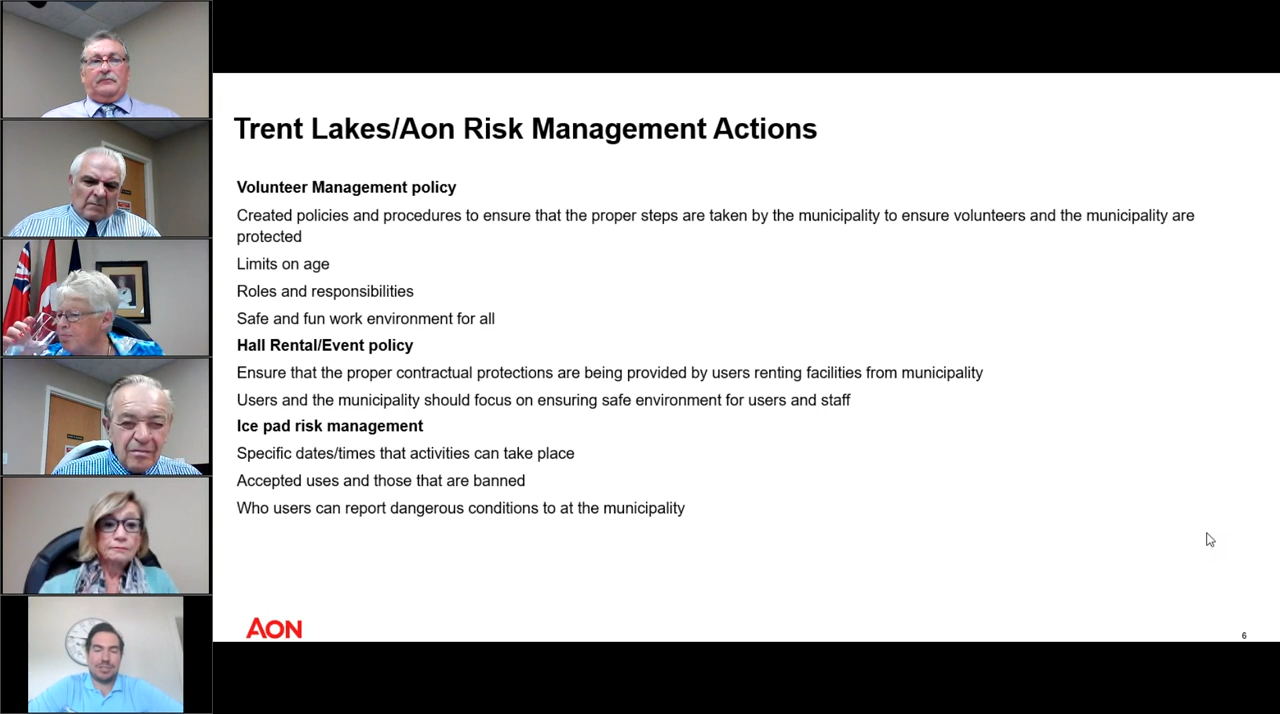 Trent Lakes/Aon Risk Management Actions
Volunteer Management policy
Created policies and procedures to ensure that the proper steps are taken by the municipality to ensure volunteers and the municipality are
protected
Limits on age
Roles and responsibilities
Safe and fun work environment for all
Hall Rental/Event policy
Ensure that the proper contractual protections are being provided by users renting facilities from municipality
Users and the municipality should focus on ensuring safe environment for users and staff
Ice pad risk management
Specific dates/times that activities can take place
Accepted uses and those that are banned
Who users can report dangerous conditions to at the municipality
AON
6